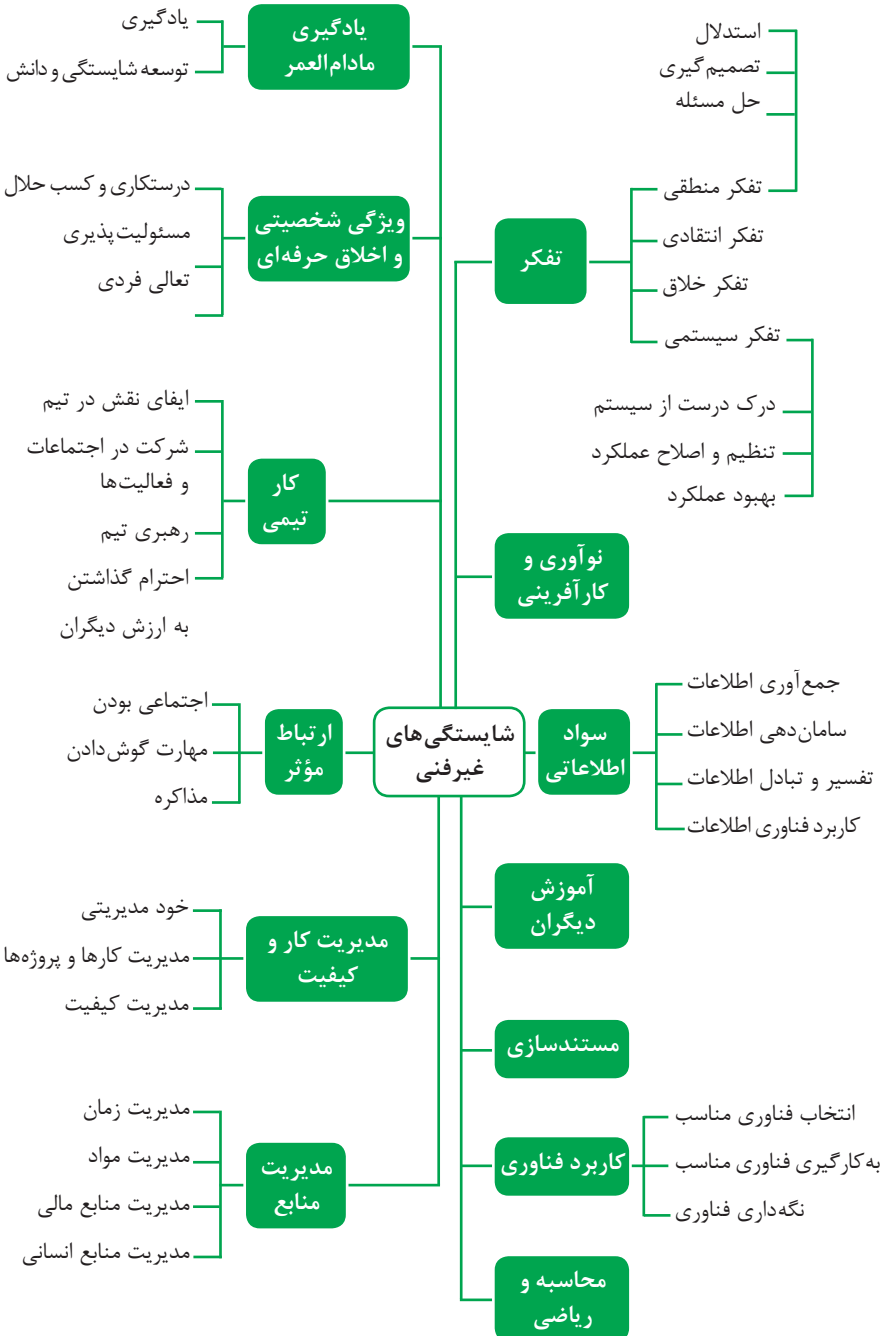 شایستگی‌های
غیرفنی
تفکر
استدلال
تصمیم‌گیری
حل مسئله
تفکر منطقی
تفکر انتقادی
تفکر خلاق
تفکر سیستمی
درک درست از سیستم
تنظیم و اصلاح عملکرد
بهبود عملکرد
نوآوری و
کارآفرینی
سواد
اطلاعاتی
جمع‌آوری اطلاعات
سامان‌دهی اطلاعات
تفسیر و تبادل اطلاعات
کاربرد فناوری اطلاعات
آموزش
دیگران
مستندسازی
کاربرد فناوری
انتخاب فناوری مناسب
به‌کارگیری فناوری مناسب
نگه‌داری فناوری
محاسبه و
ریاضی
یادگیری
مادام‌العمر
یادگیری
توسعه شایستگی و دانش
ویژگی شخصیتی
و اخلاق حرفه‌ای
درستکاری و کسب حلال
مسئولیت‌پذیری
تعالی فردی
کار
تیمی
ایفای نقش در تیم
شرکت در اجتماعات
و فعالیت‌ها
رهبری تیم
احترام گذاشتن
به ارزش دیگران
ارتباط
مؤثر
اجتماعی بودن
مهارت گوش‌دادن
مذاکره
مدیریت کار و
کیفیت
خود مدیریتی
مدیریت کارها و پروژه‌ها
مدیریت کیفیت
مدیریت
منابع
مدیریت زمان
مدیریت مواد
مدیریت منابع مالی
مدیریت منابع انسانی